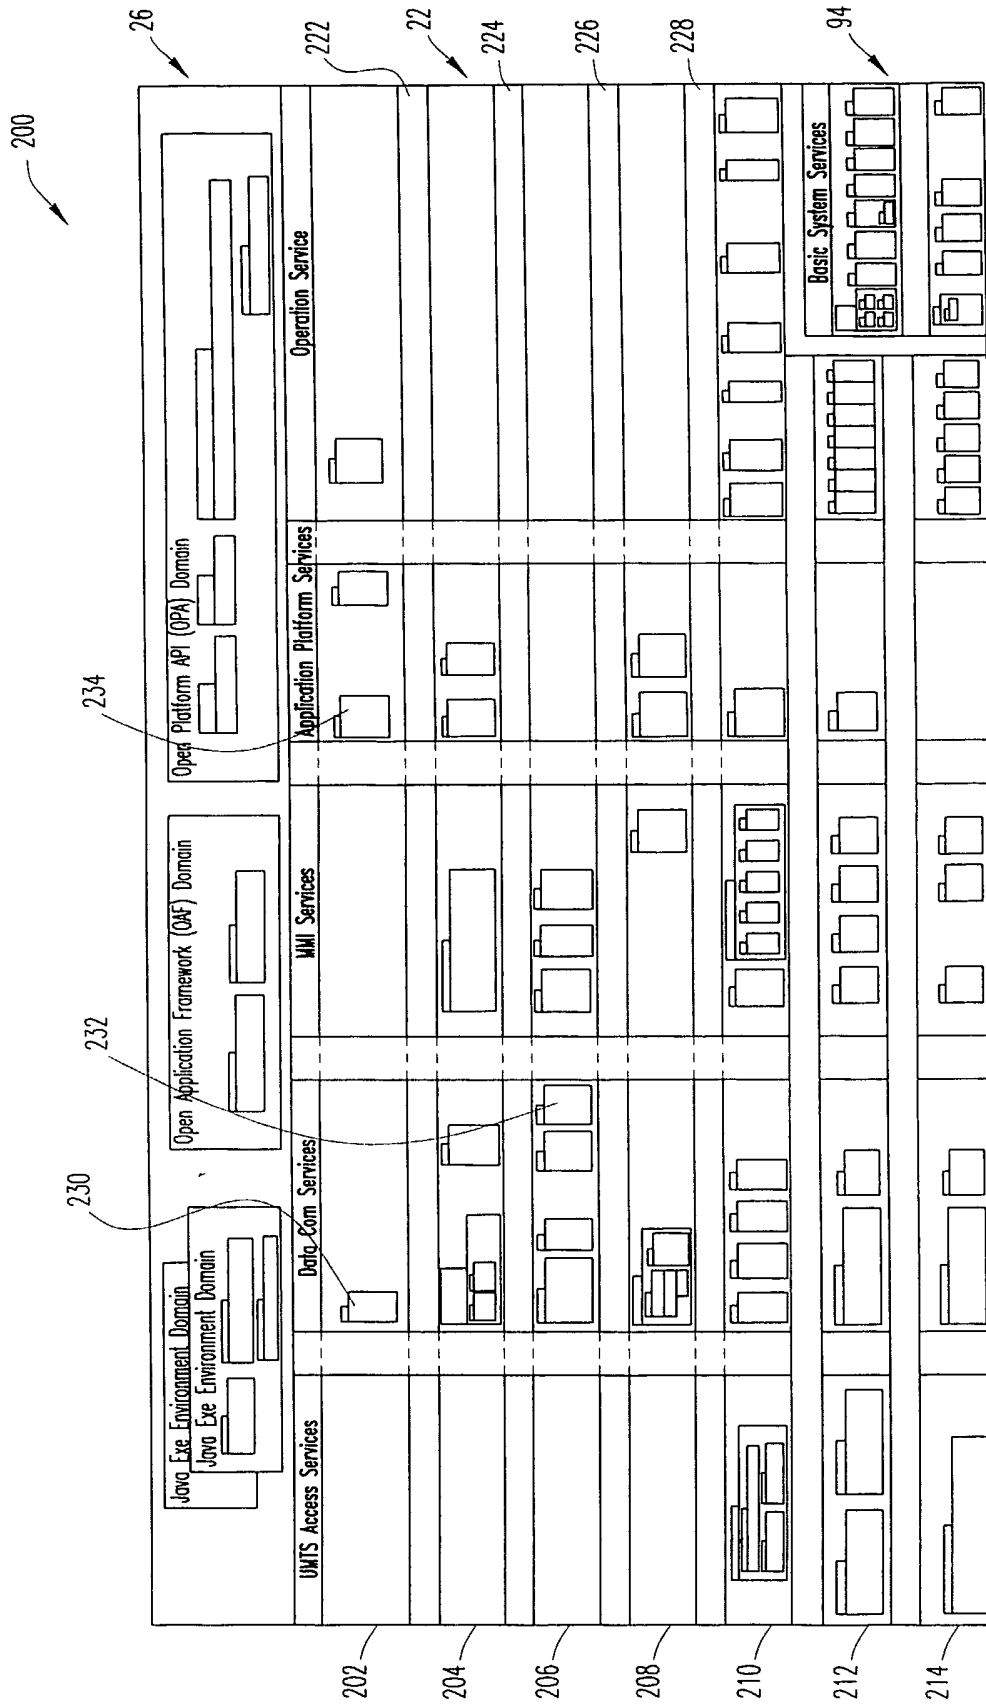 200
26
222
22
224
226
228
94
Java Exe Environment Domain
Java Exe Environment Domain
Open Application Framework (OAF) Domain
Open Platform API (OPA) Domain
UMTS Access Services
Data Com Services
MMI Services
Application Platform Services
Operation Service
Basic System Services
230
232
234
202
204
206
208
210
212
214